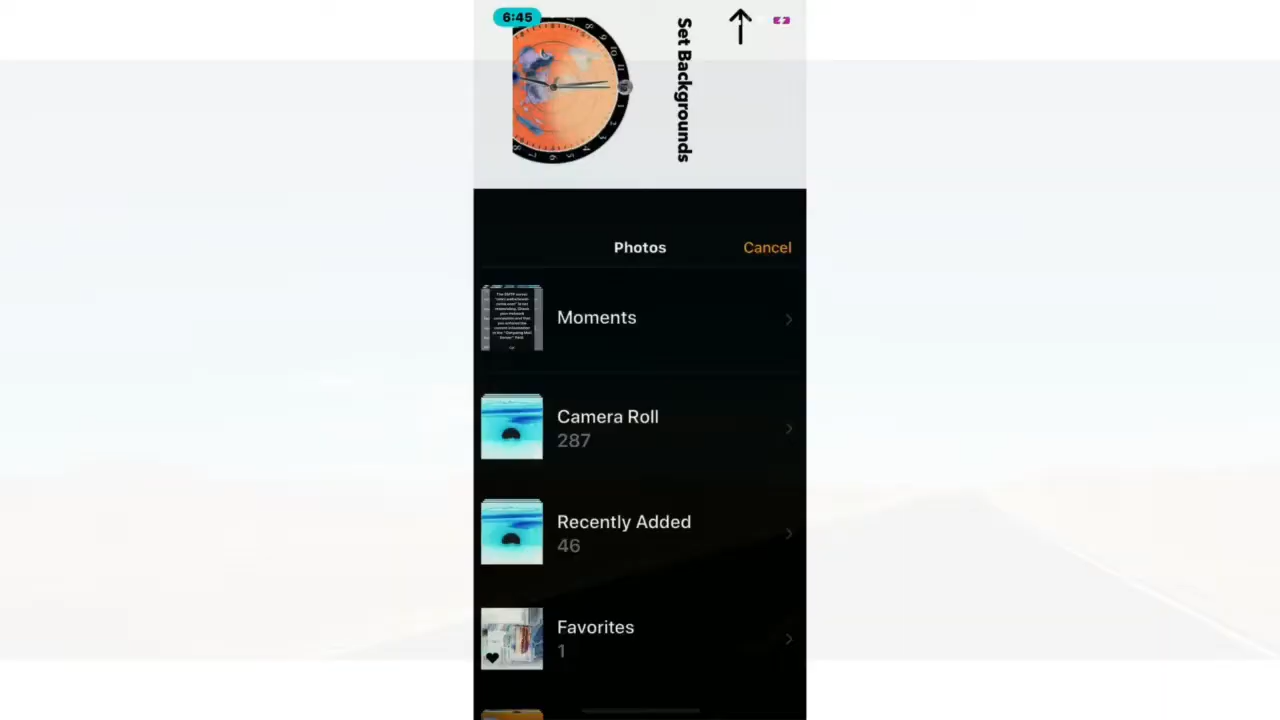 6:45
Set Backgrounds
Photos
Cancel
Moments
Camera Roll
287
Recently Added
46
Favorites
1